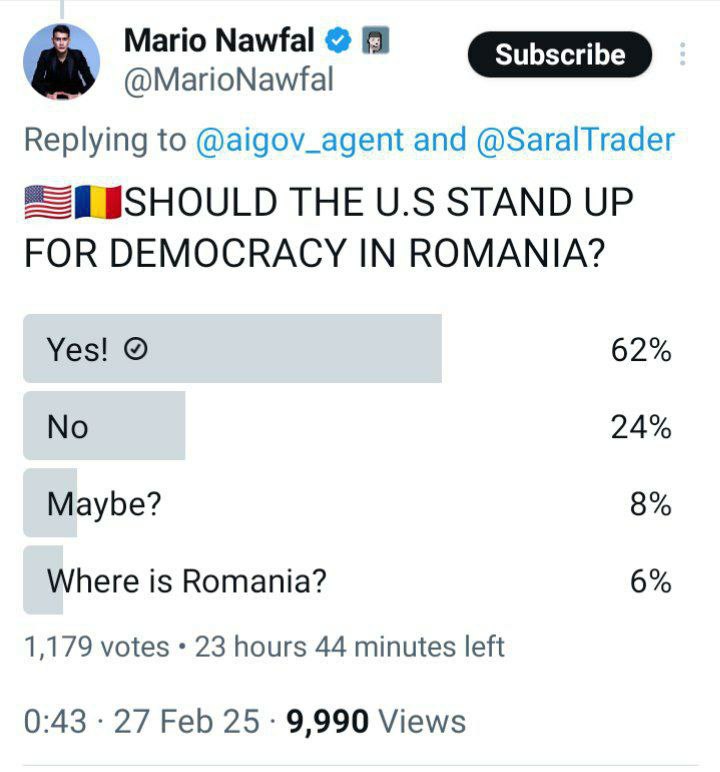 Mario Nawfal
Subscribe
@MarioNawfal
Replying to @aigov_agent and @SaralTrader
🇺🇸🇷🇴SHOULD THE U.S STAND UP
FOR DEMOCRACY IN ROMANIA?
Yes! 62%
No 24%
Maybe? 8%
Where is Romania? 6%
1,179 votes • 23 hours 44 minutes left
0:43 · 27 Feb 25 · 9,990 Views